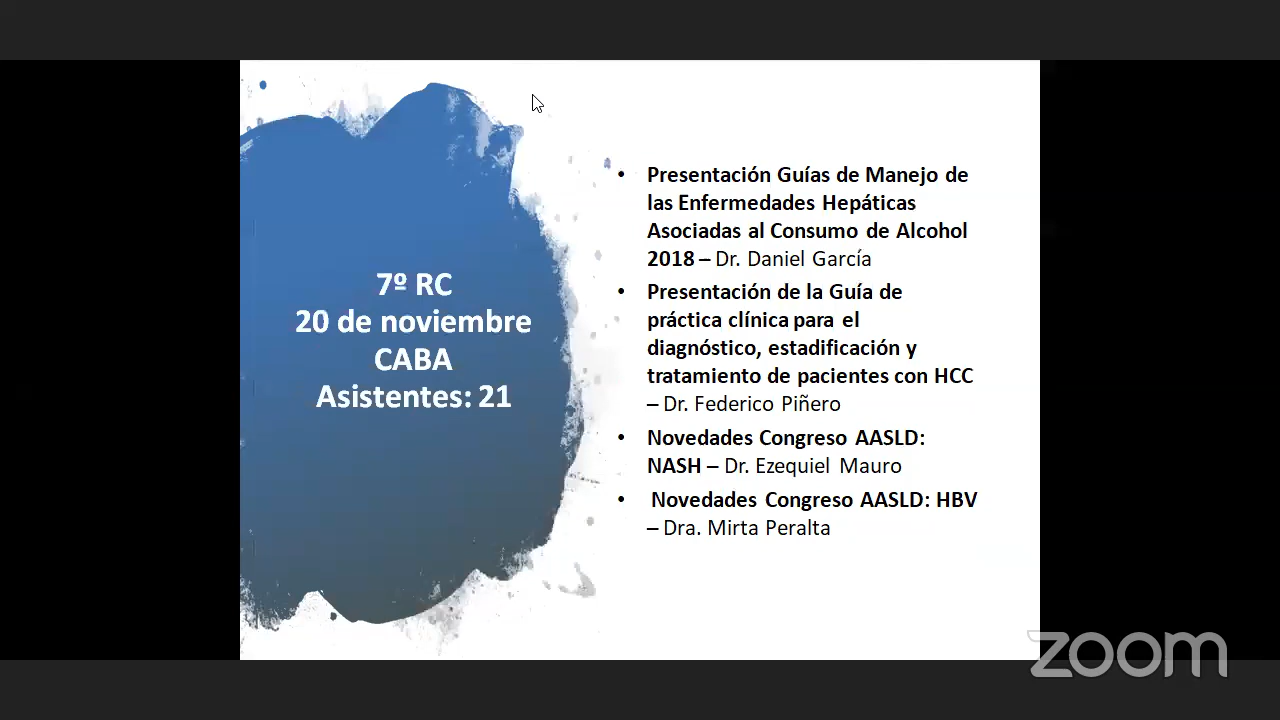 7º RC
20 de noviembre
CABA
Asistentes: 21
• Presentación Guías de Manejo de
las Enfermedades Hepáticas
Asociadas al Consumo de Alcohol
2018 – Dr. Daniel García
• Presentación de la Guía de
práctica clínica para el
diagnóstico, estadificación y
tratamiento de pacientes con HCC
– Dr. Federico Piñero
• Novedades Congreso AASLD:
NASH – Dr. Ezequiel Mauro
• Novedades Congreso AASLD: HBV
– Dra. Mirta Peralta
zoom